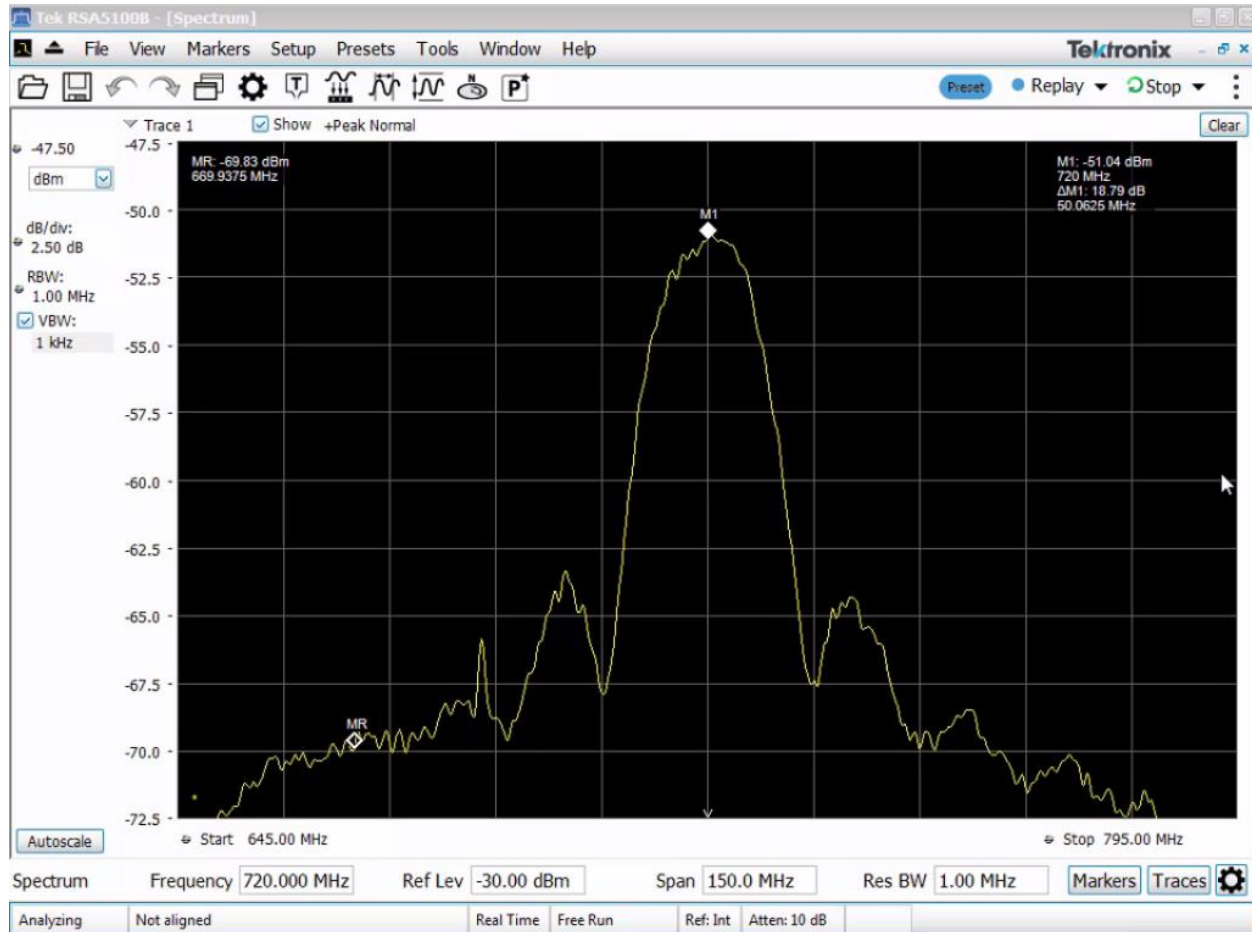 Tek RSA5100B - [Spectrum]
File View Markers Setup Presets Tools Window Help
Tektronix
T N P
Preset Replay Stop
Trace 1 Show +Peak Normal Clear
-47.50
dBm
dB/div:
2.50 dB
RBW:
1.00 MHz
VBW:
1 kHz
-47.5
-50.0
-52.5
-55.0
-57.5
-60.0
-62.5
-65.0
-67.5
-70.0
-72.5
MR: -69.83 dBm
669.9375 MHz
M1: -51.04 dBm
720 MHz
ΔM1: 18.79 dB
50.0625 MHz
M1
MR
Autoscale
Start 645.00 MHz
Stop 795.00 MHz
Spectrum Frequency 720.000 MHz Ref Lev -30.00 dBm Span 150.0 MHz Res BW 1.00 MHz Markers Traces
Analyzing Not aligned Real Time Free Run Ref: Int Atten: 10 dB